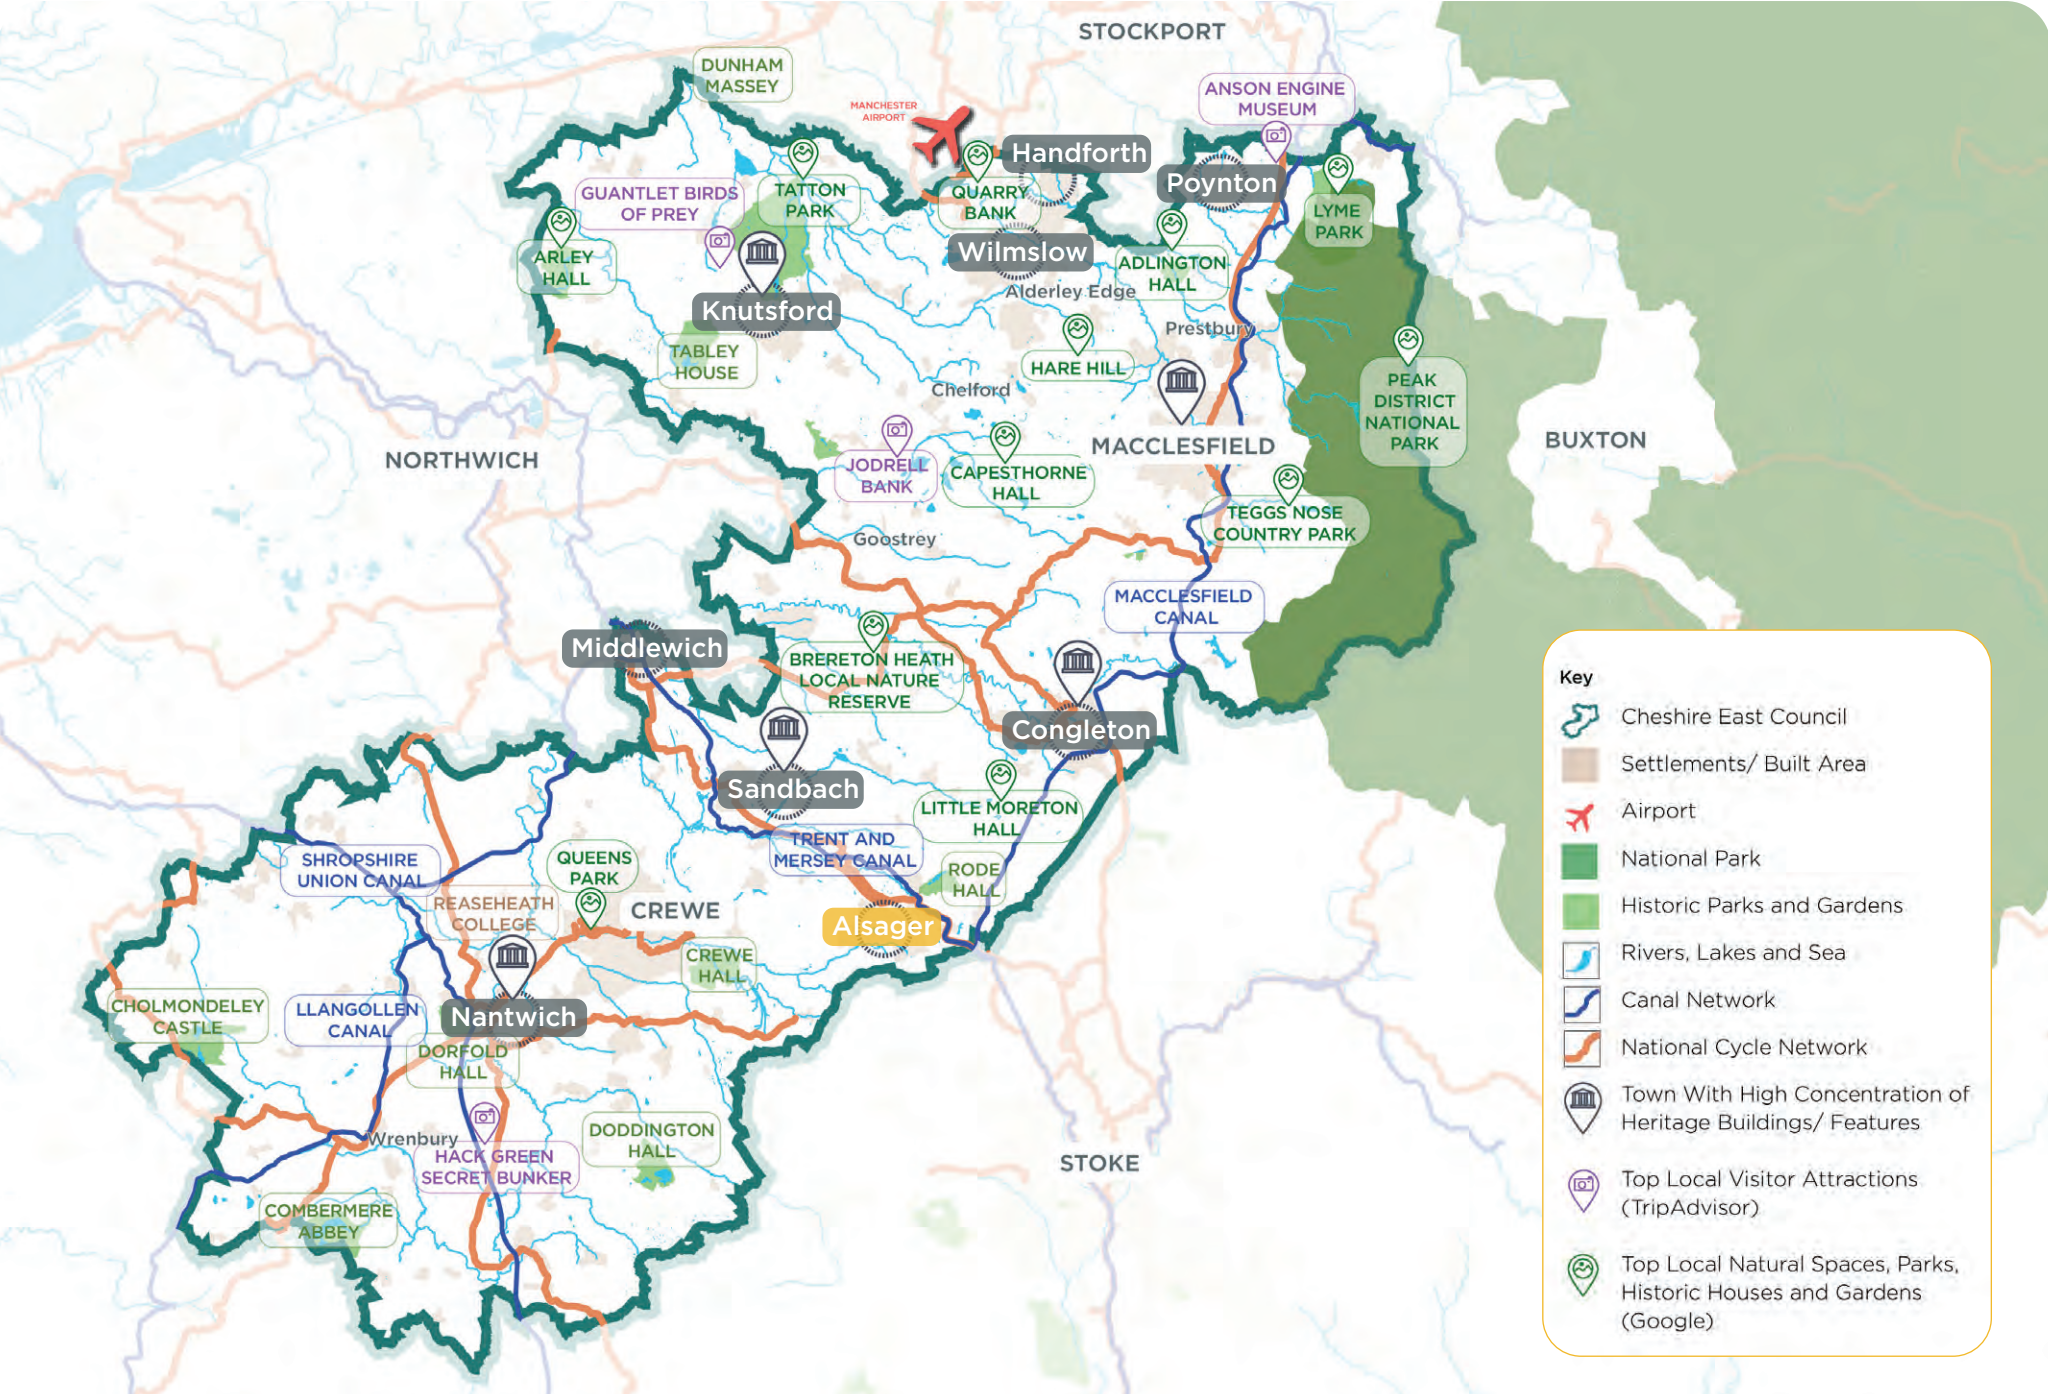 STOCKPORT
DUNHAM
MASSEY
ANSON ENGINE
MUSEUM
MANCHESTER
AIRPORT
Handforth
Poynton
GUANTLET BIRDS
OF PREY
TATTON
PARK
QUARRY
BANK
LYME
PARK
ARLEY
HALL
Wilmslow
ADLINGTON
HALL
Alderley Edge
Knutsford
Prestbury
TABLEY
HOUSE
HARE HILL
Chelford
PEAK
DISTRICT
NATIONAL
PARK
BUXTON
NORTHWICH
MACCLESFIELD
JODRELL
BANK
CAPESTHORNE
HALL
TEGGS NOSE
COUNTRY PARK
Goostrey
MACCLESFIELD
CANAL
Middlewich
BRERETON HEATH
LOCAL NATURE
RESERVE
Congleton
Sandbach
LITTLE MORETON
HALL
TRENT AND
MERSEY CANAL
SHROPSHIRE
UNION CANAL
QUEENS
PARK
RODE
HALL
REASEHEATH
COLLEGE
CREWE
Alsager
CREWE
HALL
CHOLMONDELEY
CASTLE
LLANGOLLEN
CANAL
Nantwich
DORFOLD
HALL
Wrenbury
HACK GREEN
SECRET BUNKER
DODDINGTON
HALL
STOKE
COMBERMERE
ABBEY
Key
Cheshire East Council
Settlements/ Built Area
Airport
National Park
Historic Parks and Gardens
Rivers, Lakes and Sea
Canal Network
National Cycle Network
Town With High Concentration of
Heritage Buildings/ Features
Top Local Visitor Attractions
(TripAdvisor)
Top Local Natural Spaces, Parks,
Historic Houses and Gardens
(Google)